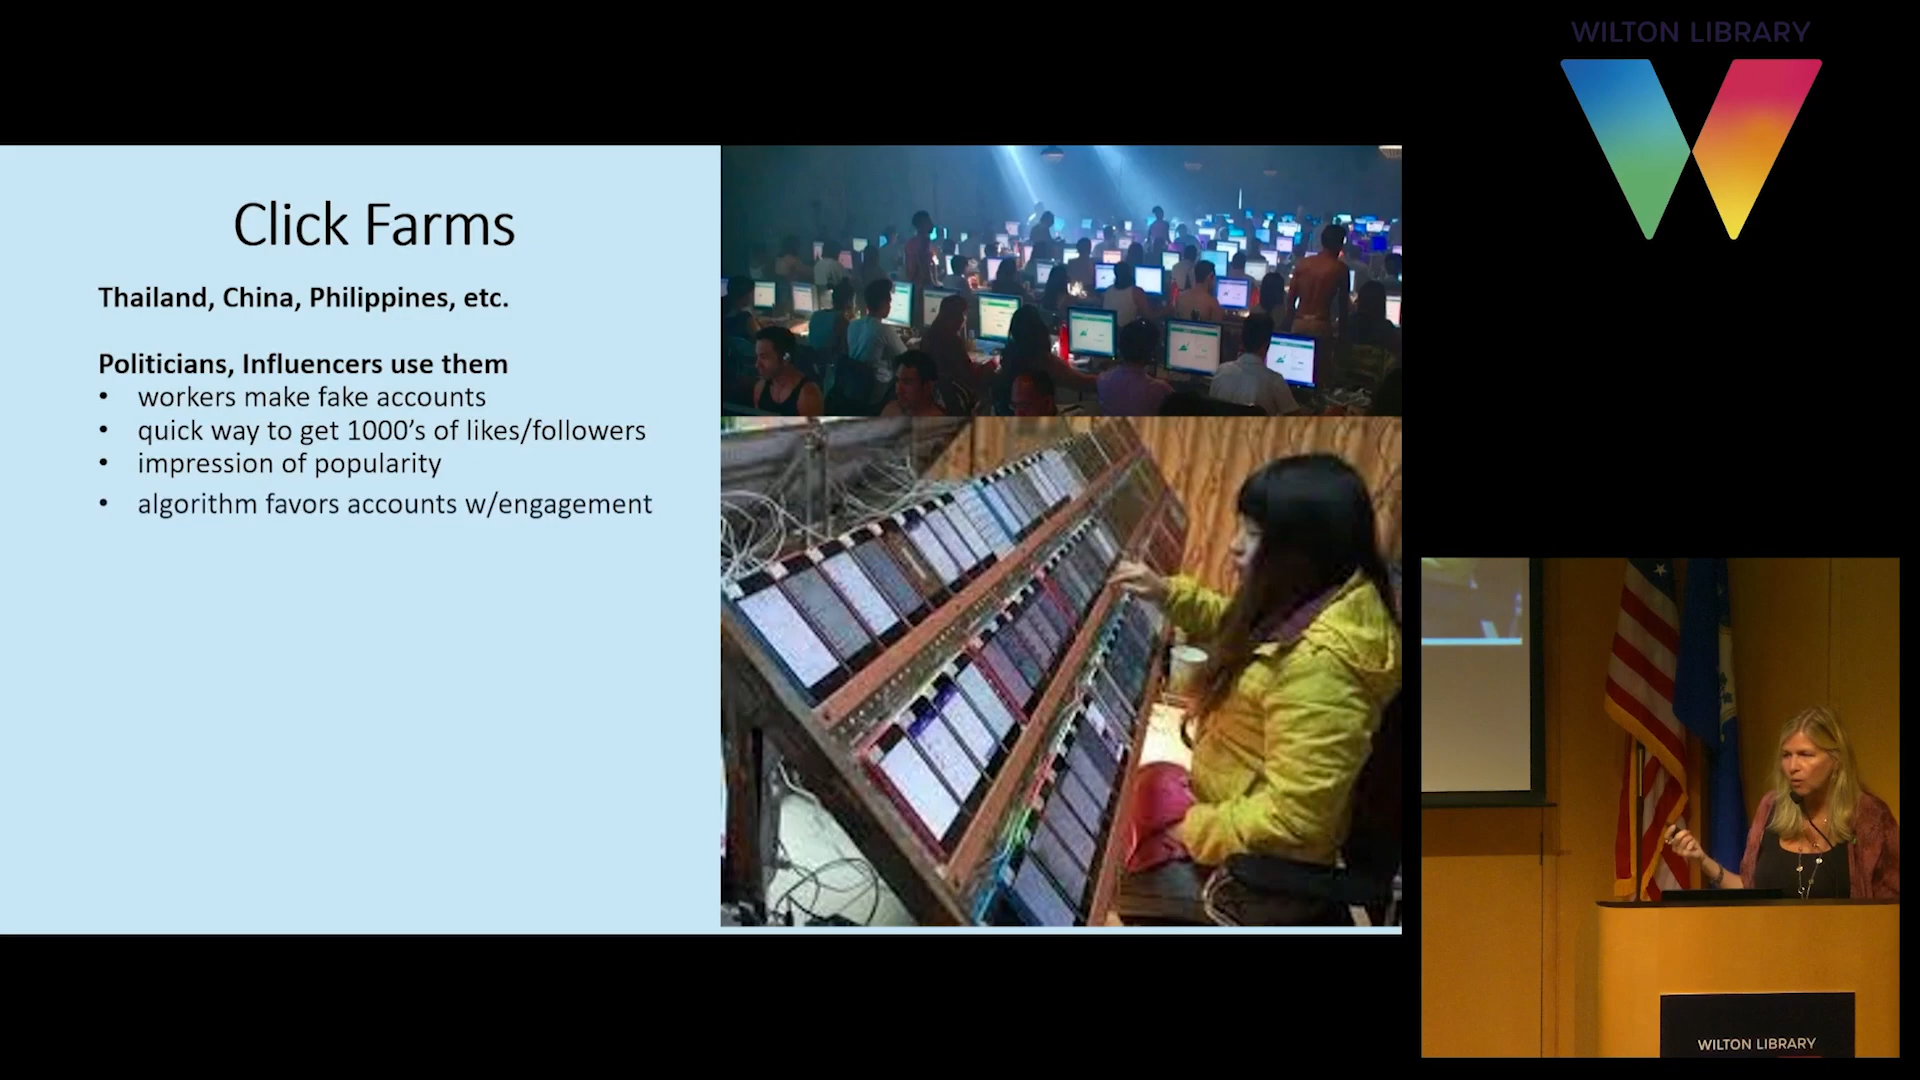 WILTON LIBRARY
Click Farms
Thailand, China, Philippines, etc.
Politicians, Influencers use them
• workers make fake accounts
• quick way to get 1000’s of likes/followers
• impression of popularity
• algorithm favors accounts w/engagement
WILTON LIBRARY